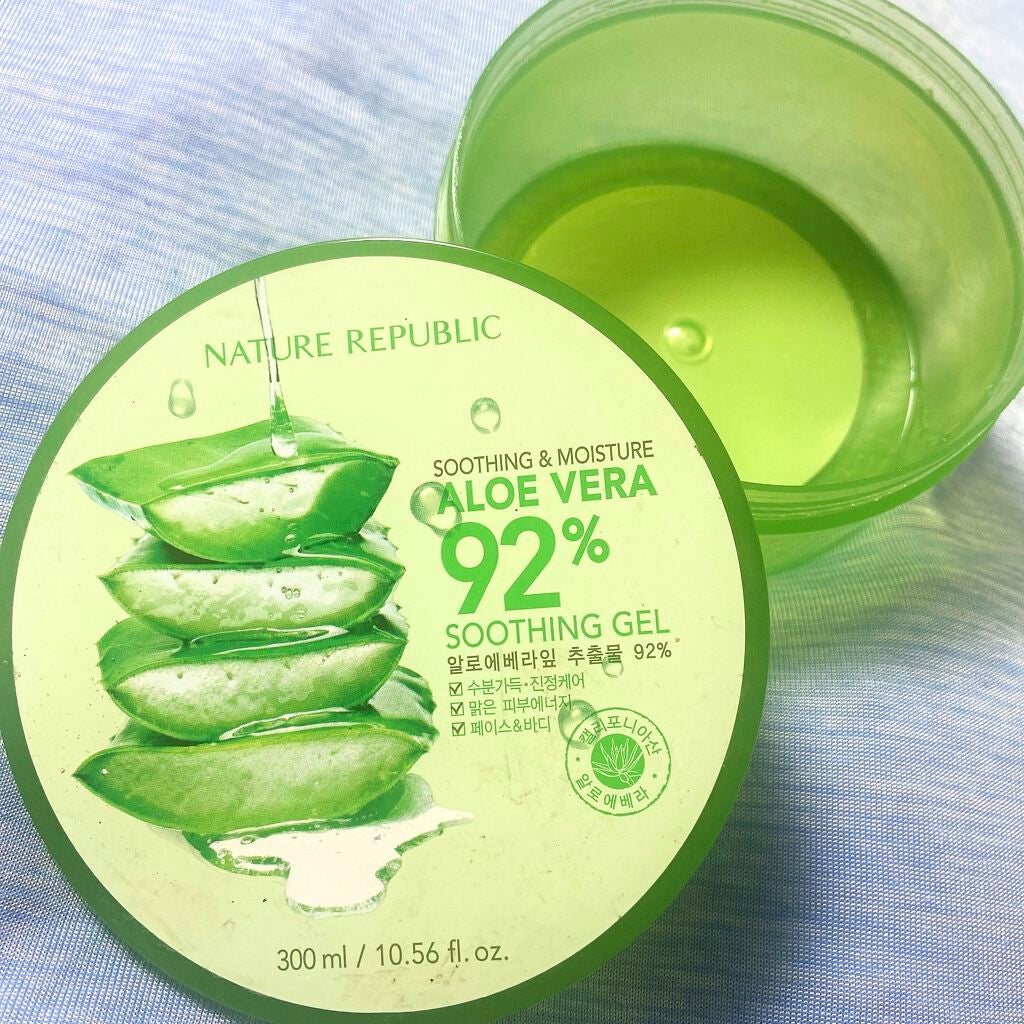 NATURE REPUBLIC
SOOTHING & MOISTURE
ALOE VERA
92%
SOOTHING GEL
알로에베라잎 추출물 92%
수분가득·진정케어
맑은 피부에너지
페이스&바디
캘리포니아산
알로에베라
300 ml / 10.56 fl. oz.